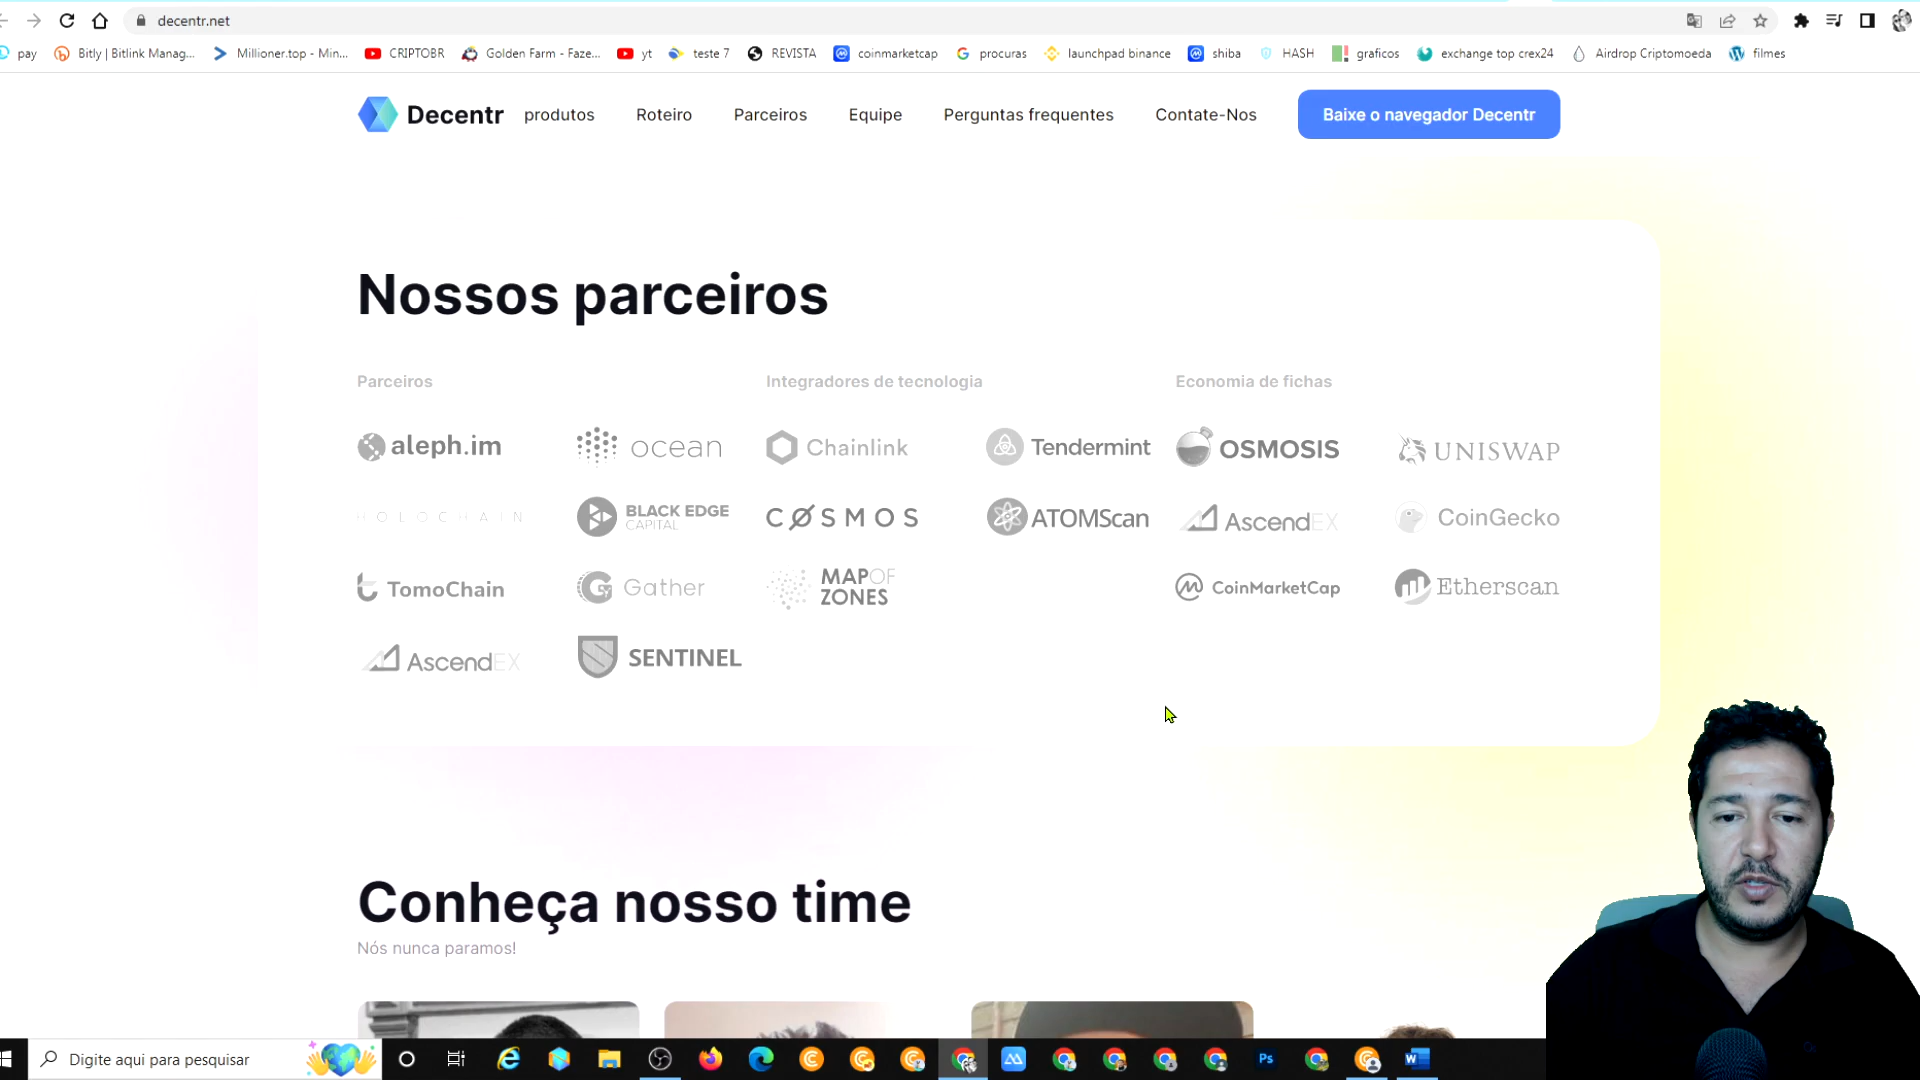 decentr.net
pay
Bitly | Bitlink Manag...
Millioner.top - Min...
CRIPTOBR
Golden Farm - Faze...
yt
teste 7
REVISTA
coinmarketcap
procuras
launchpad binance
shiba
HASH
graficos
exchange top crex24
Airdrop Criptomoeda
filmes
Decentr
produtos
Roteiro
Parceiros
Equipe
Perguntas frequentes
Contate-Nos
Baixe o navegador Decentr
Nossos parceiros
Parceiros
Integradores de tecnologia
Economia de fichas
aleph.im
ocean
Chainlink
Tendermint
OSMOSIS
UNISWAP
HOLOCHAIN
BLACK EDGE
CAPITAL
CØSMOS
ATOMScan
AscendEX
CoinGecko
TomoChain
Gather
MAPOF
ZONES
CoinMarketCap
Etherscan
AscendEX
SENTINEL
Conheça nosso time
Nós nunca paramos!
Digite aqui para pesquisar
Ps
W